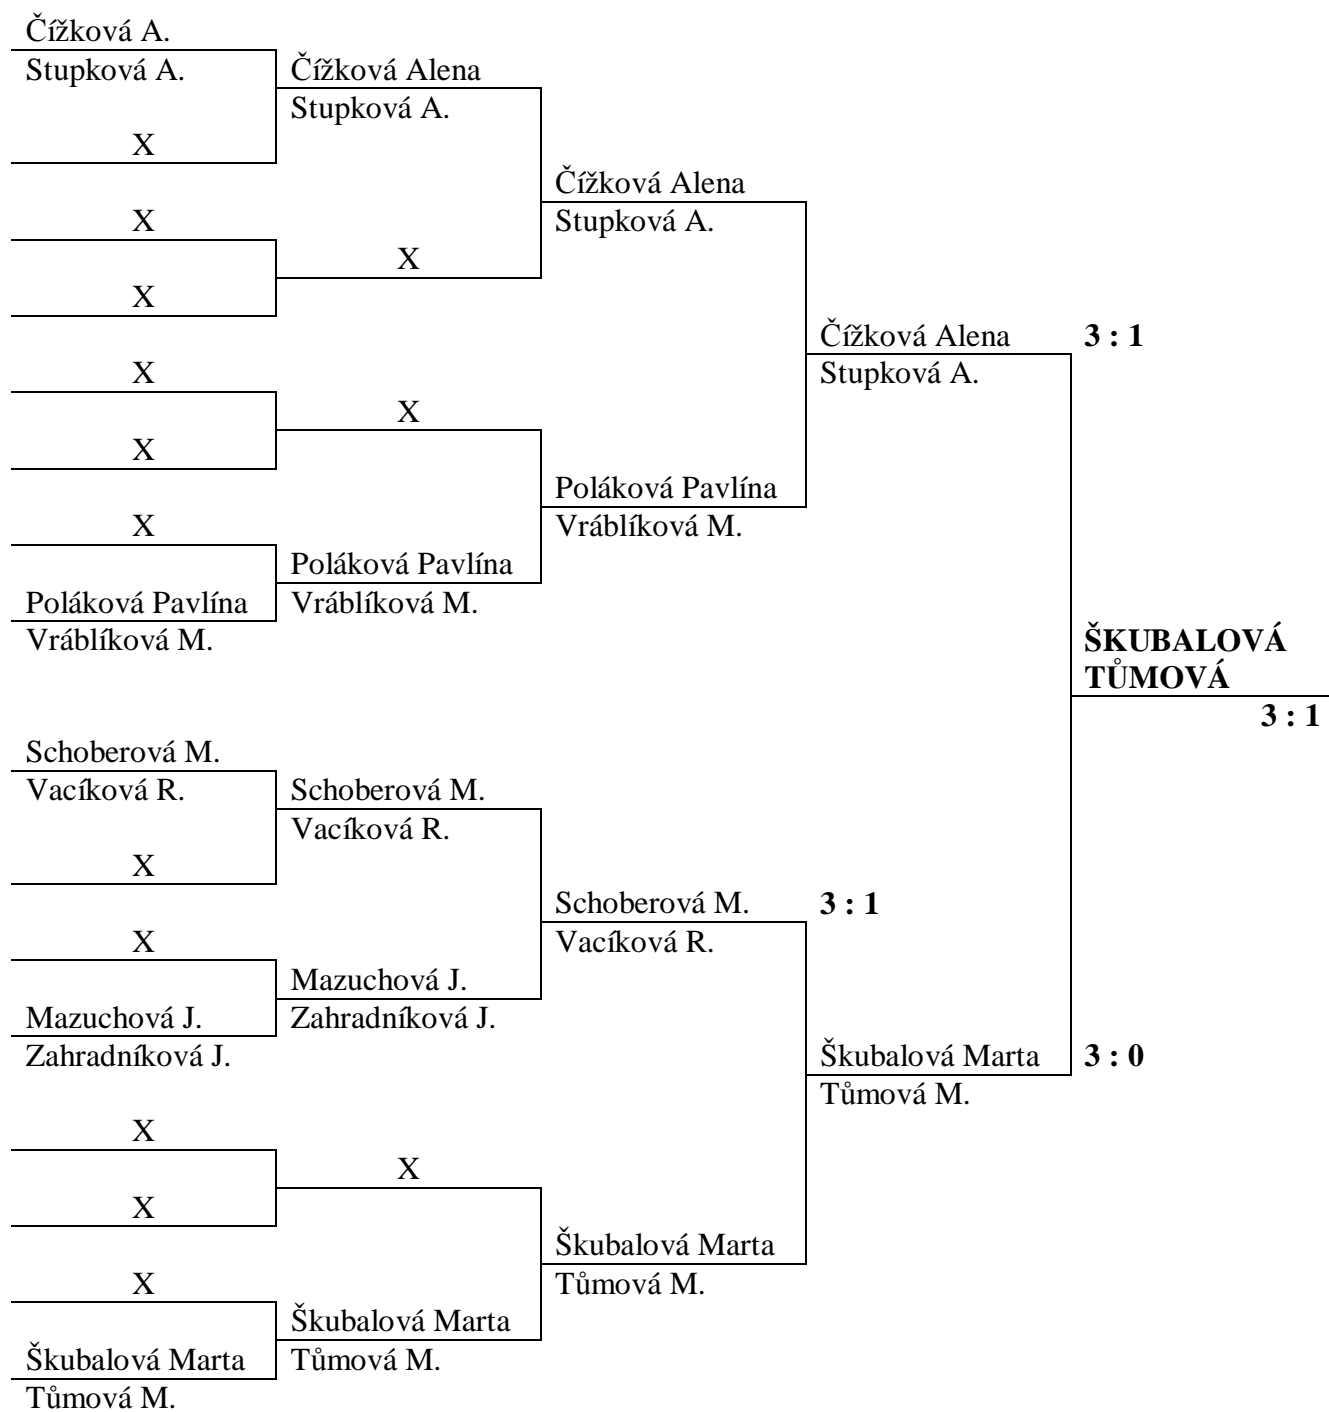 Čížková A.
Stupková A.
Čížková Alena
Stupková A.
X
Čížková Alena
Stupková A.
X
X
X
Čížková Alena
3 : 1
Stupková A.
X
X
X
Poláková Pavlína
Vráblíková M.
X
Poláková Pavlína
Vráblíková M.
Poláková Pavlína
Vráblíková M.
ŠKUBALOVÁ
TŮMOVÁ
3 : 1
Schoberová M.
Vacíková R.
Schoberová M.
Vacíková R.
X
Schoberová M.
3 : 1
Vacíková R.
X
Mazuchová J.
Zahradníková J.
Mazuchová J.
Zahradníková J.
Škubalová Marta
3 : 0
Tůmová M.
X
X
X
Škubalová Marta
Tůmová M.
X
Škubalová Marta
Tůmová M.
Škubalová Marta
Tůmová M.